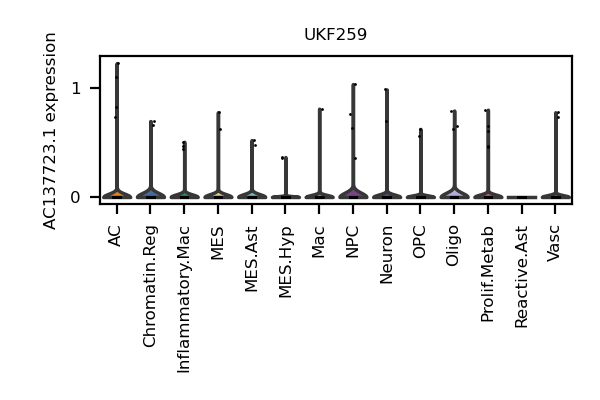 UKF259
AC137723.1 expression
1
0
AC
Chromatin.Reg
Inflammatory.Mac
MES
MES.Ast
MES.Hyp
Mac
NPC
Neuron
OPC
Oligo
Prolif.Metab
Reactive.Ast
Vasc